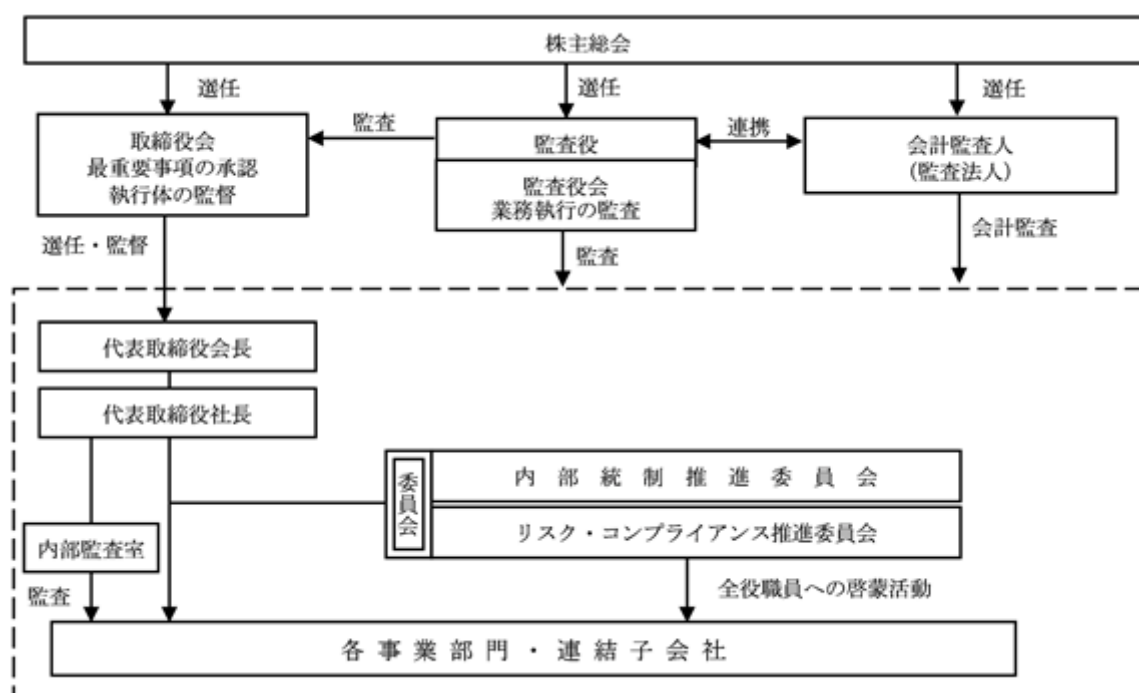 株主総会
選任
選任
選任
取締役会
最重要事項の承認
執行体の監督
監査
監査役
監査役会
業務執行の監査
連携
会計監査人
(監査法人)
選任・監督
監査
会計監査
代表取締役会長
代表取締役社長
委員会
内部統制推進委員会
リスク・コンプライアンス推進委員会
内部監査室
監査
全役職員への啓蒙活動
各事業部門・連結子会社